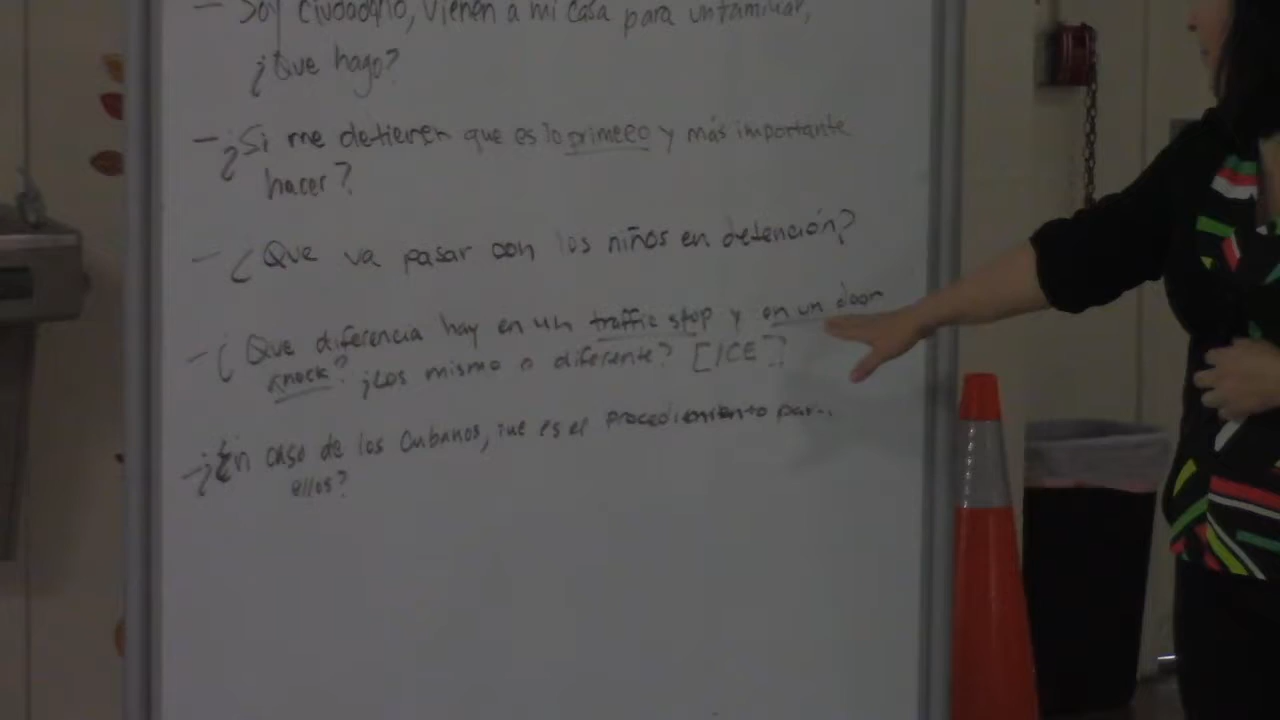 - Soy ciudadano, vienen a mi casa para un familiar,
¿Que hago?
- ¿Si me detienen que es lo primero y más importante
hacer?
- ¿Que va pasar con los niños en detención?
- ¿Que diferencia hay en un traffic stop y en un door
knock? ¿Los mismo o diferente? [ICE]?
- ¿En caso de los Cubanos, que es el procedimiento par..
ellos?